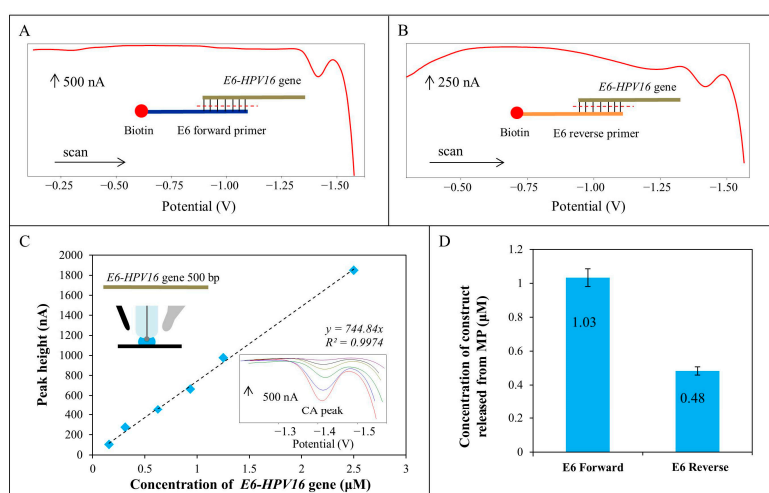 A
500 nA
E6-HPV16 gene
Biotin
E6 forward primer
scan
−0.25 −0.50 −0.75 −1.00 −1.25 −1.50
Potential (V)
B
250 nA
E6-HPV16 gene
Biotin
E6 reverse primer
scan
−0.50 −0.75 −1.00 −1.25 −1.50
Potential (V)
C
2000
1800
1600
1400
1200
1000
800
600
400
200
0
Peak height (nA)
E6-HPV16 gene 500 bp
y = 744.84x
R² = 0.9974
500 nA
CA peak
−1.3 −1.4 −1.5
Potential (V)
0 0.5 1 1.5 2 2.5 3
Concentration of E6-HPV16 gene (μM)
D
1.2
1
0.8
0.6
0.4
0.2
0
Concentration of construct
released from MP (μM)
1.03
0.48
E6 Forward E6 Reverse